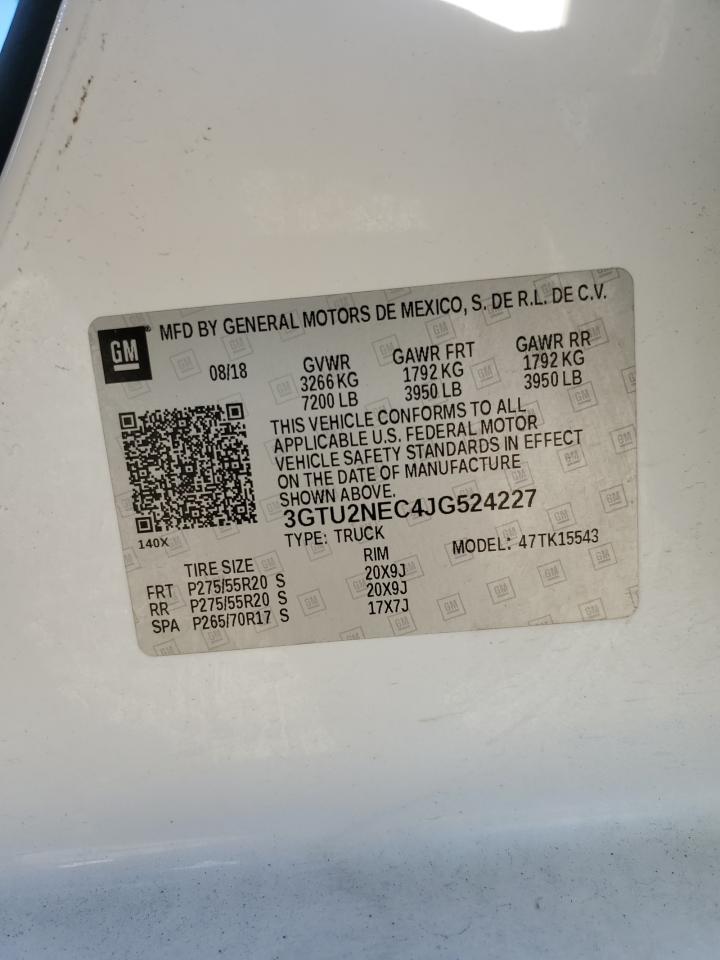 GM® MFD BY GENERAL MOTORS DE MEXICO, S. DE R.L. DE C.V.
08/18 GVWR GAWR FRT GAWR RR
3266 KG 1792 KG 1792 KG
7200 LB 3950 LB 3950 LB
THIS VEHICLE CONFORMS TO ALL
APPLICABLE U.S. FEDERAL MOTOR
VEHICLE SAFETY STANDARDS IN EFFECT
ON THE DATE OF MANUFACTURE
SHOWN ABOVE.
3GTU2NEC4JG524227
140X TYPE: TRUCK MODEL: 47TK15543
TIRE SIZE RIM
FRT P275/55R20 S 20X9J
RR P275/55R20 S 20X9J
SPA P265/70R17 S 17X7J